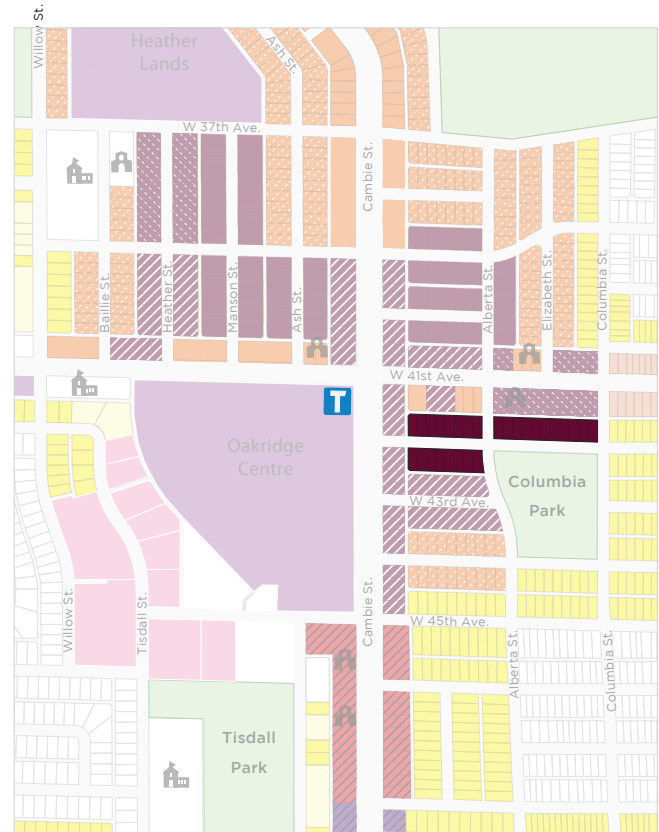 Willow St.
Heather
Lands
Ash St.
W 37th Ave.
Cambie St.
Baillie St.
Heather St.
Manson St.
Ash St.
Alberta St.
Elizabeth St.
Columbia St.
W 41st Ave.
T
Oakridge
Centre
Columbia
Park
W 43rd Ave.
Willow St.
Tisdall St.
Cambie St.
W 45th Ave.
Alberta St.
Columbia St.
Tisdall
Park